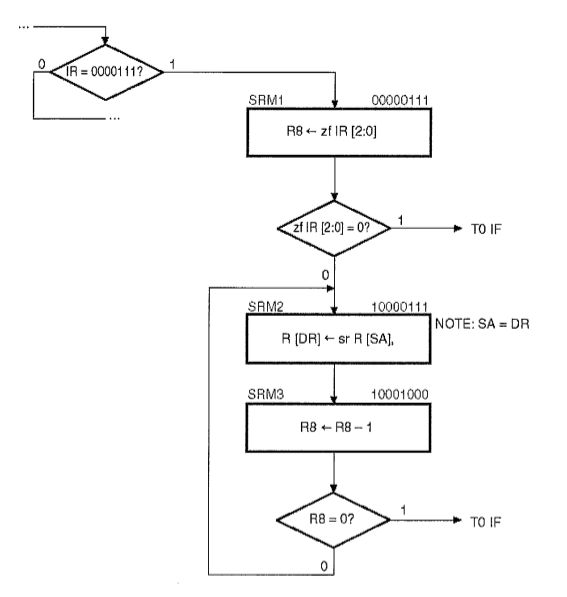 ...
0 IR = 0000111? 1
...
SRM1 00000111
R8 ← zf IR [2:0]
zf IR [2:0] = 0? 1 TO IF
0
SRM2 10000111
R [DR] ← sr R [SA], NOTE: SA = DR
SRM3 10001000
R8 ← R8 – 1
R8 = 0? 1 TO IF
0